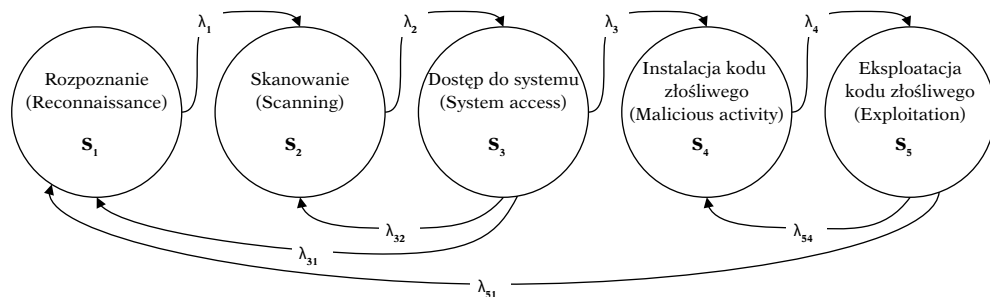 λ1
λ2
λ3
λ4
Rozpoznanie
(Reconnaissance)
S1
Skanowanie
(Scanning)
S2
Dostęp do systemu
(System access)
S3
Instalacja kodu
złośliwego
(Malicious activity)
S4
Eksploatacja
kodu złośliwego
(Exploitation)
S5
λ32
λ54
λ31
λ51